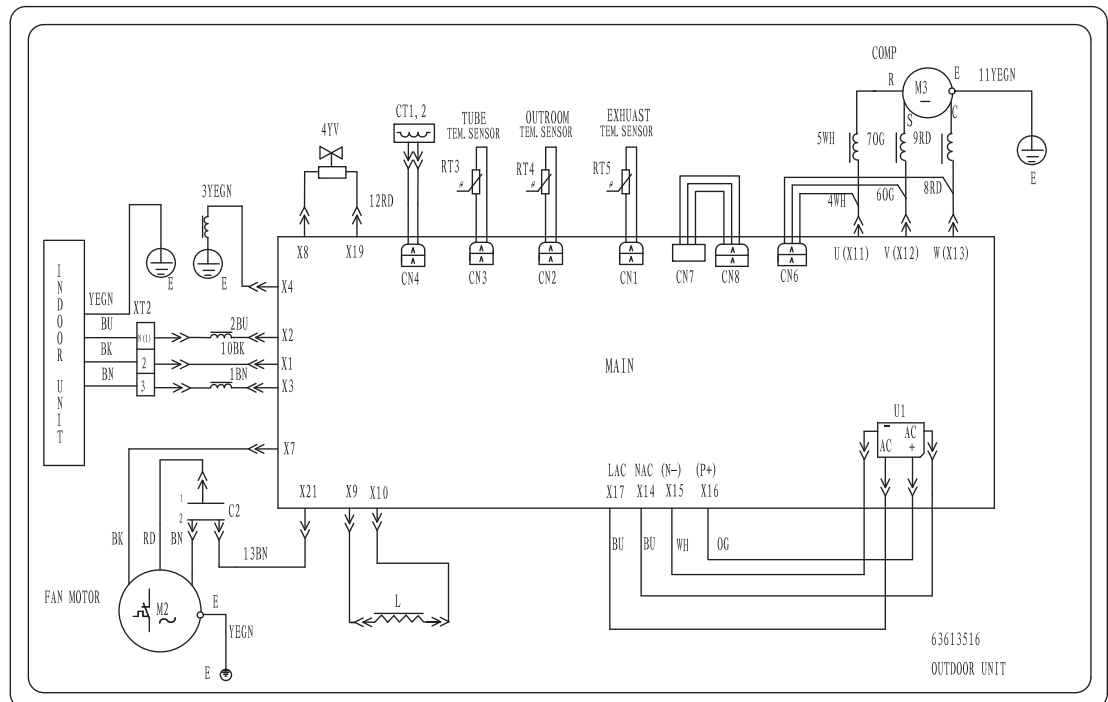 COMP
R
M3
E
11YEGN
S
C
5WH
7OG
9RD
E
4WH
6OG
8RD
U(X11)
V(X12)
W(X13)
4YV
12RD
X8
X19
CT1,2
CN4
TUBE
TEM. SENSOR
RT3
CN3
OUTROOM
TEM. SENSOR
RT4
CN2
EXHUAST
TEM. SENSOR
RT5
CN1
CN7
CN8
CN6
3YEGN
E
E
X4
INDOOR UNIT
YEGN
XT2
BU
N(1)
2BU
X2
BK
2
10BK
X1
BN
3
1BN
X3
MAIN
X7
U1
-
AC
AC
+
LAC
NAC
(N-)
(P+)
X21
X9
X10
X17
X14
X15
X16
1
2
C2
BK
RD
BN
13BN
BU
BU
WH
OG
FAN MOTOR
M2
E
YEGN
E
L
63613516
OUTDOOR UNIT